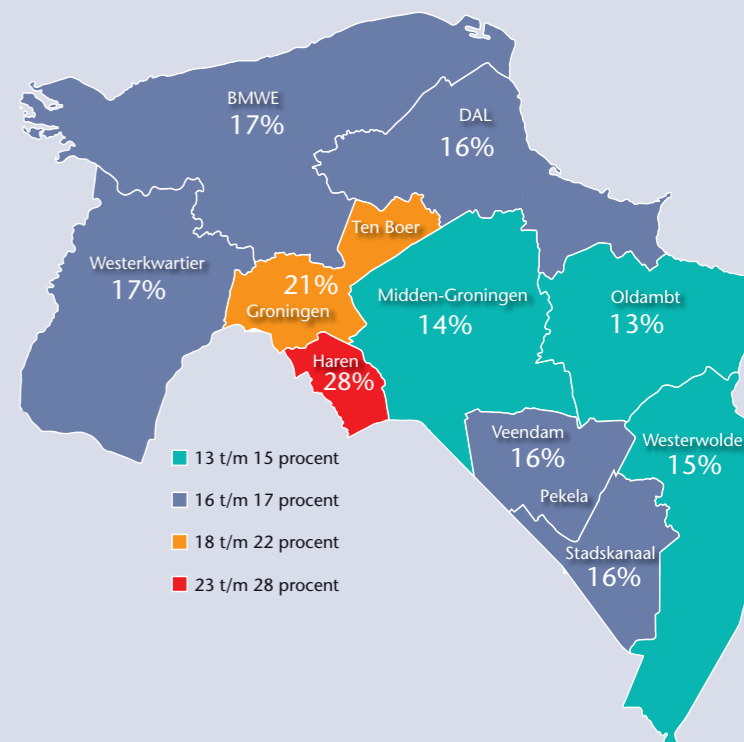 BMWE
17%
DAL
16%
Ten Boer
Westerkwartier
17%
21%
Groningen
Midden-Groningen
14%
Oldambt
13%
Haren
28%
Veendam
16%
Pekela
Westerwolde
15%
Stadskanaal
16%
13 t/m 15 procent
16 t/m 17 procent
18 t/m 22 procent
23 t/m 28 procent